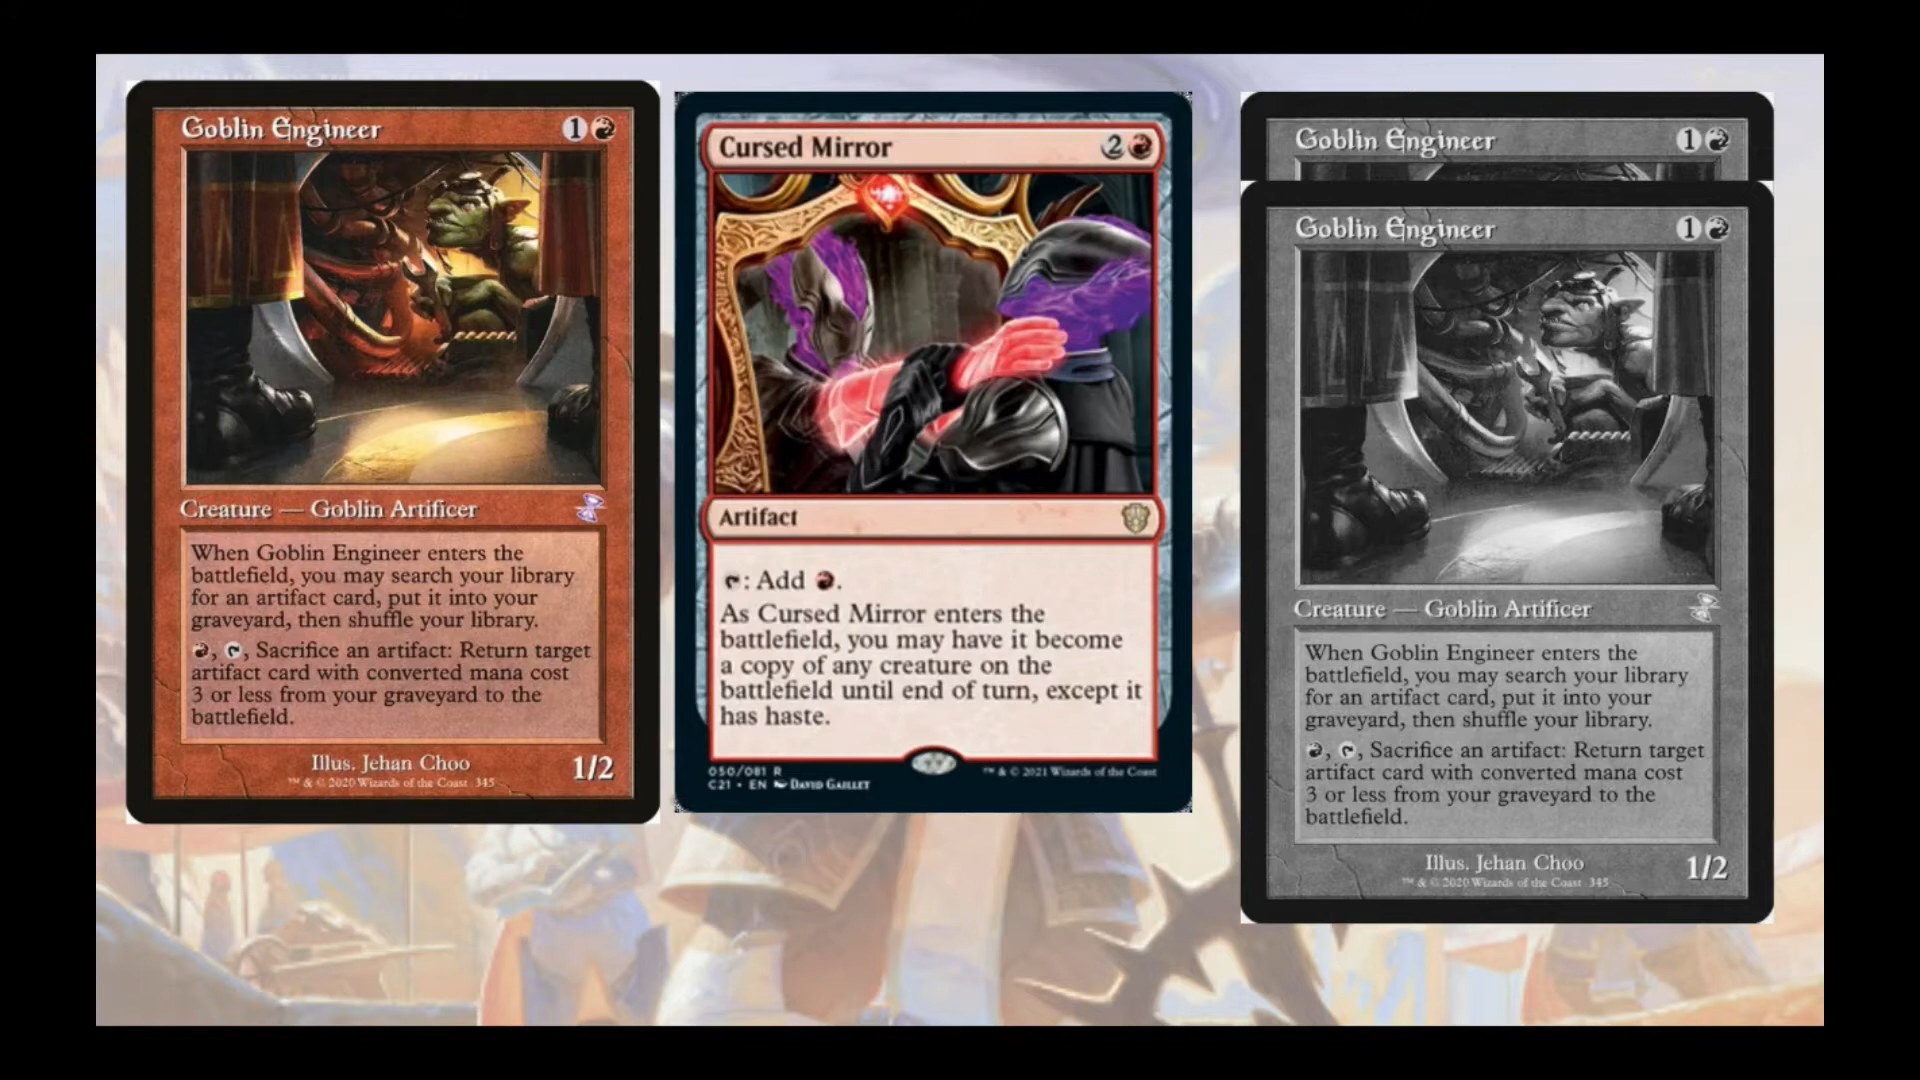 Goblin Engineer 1
Creature — Goblin Artificer
When Goblin Engineer enters the
battlefield, you may search your library
for an artifact card, put it into your
graveyard, then shuffle your library.
, , Sacrifice an artifact: Return target
artifact card with converted mana cost
3 or less from your graveyard to the
battlefield.
Illus. Jehan Choo
1/2
™ & © 2020 Wizards of the Coast 345
Cursed Mirror 2
Artifact
: Add .
As Cursed Mirror enters the
battlefield, you may have it become
a copy of any creature on the
battlefield until end of turn, except it
has haste.
050/081 R
C21 • EN DAVID GAILLET
™ & © 2021 Wizards of the Coast
Goblin Engineer 1
Goblin Engineer 1
Creature — Goblin Artificer
When Goblin Engineer enters the
battlefield, you may search your library
for an artifact card, put it into your
graveyard, then shuffle your library.
, , Sacrifice an artifact: Return target
artifact card with converted mana cost
3 or less from your graveyard to the
battlefield.
Illus. Jehan Choo
1/2
™ & © 2020 Wizards of the Coast 345